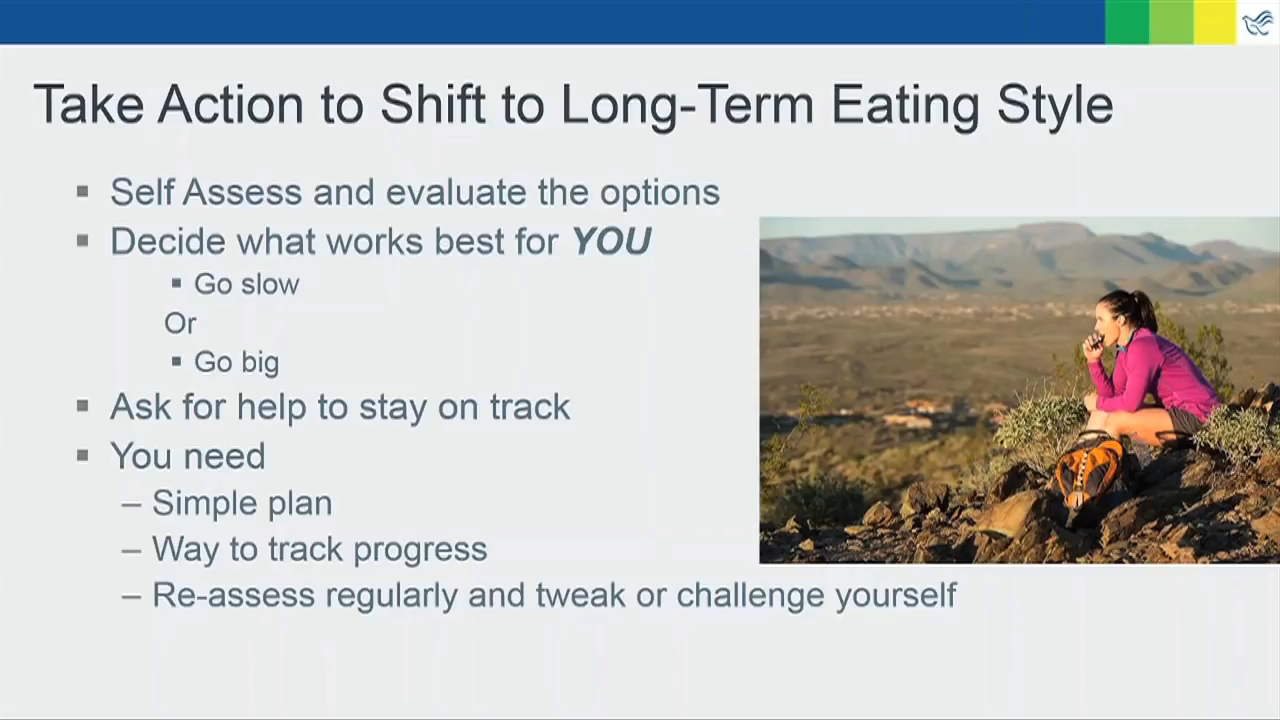 Take Action to Shift to Long-Term Eating Style
▪ Self Assess and evaluate the options
▪ Decide what works best for YOU
▪ Go slow
Or
▪ Go big
▪ Ask for help to stay on track
▪ You need
– Simple plan
– Way to track progress
– Re-assess regularly and tweak or challenge yourself